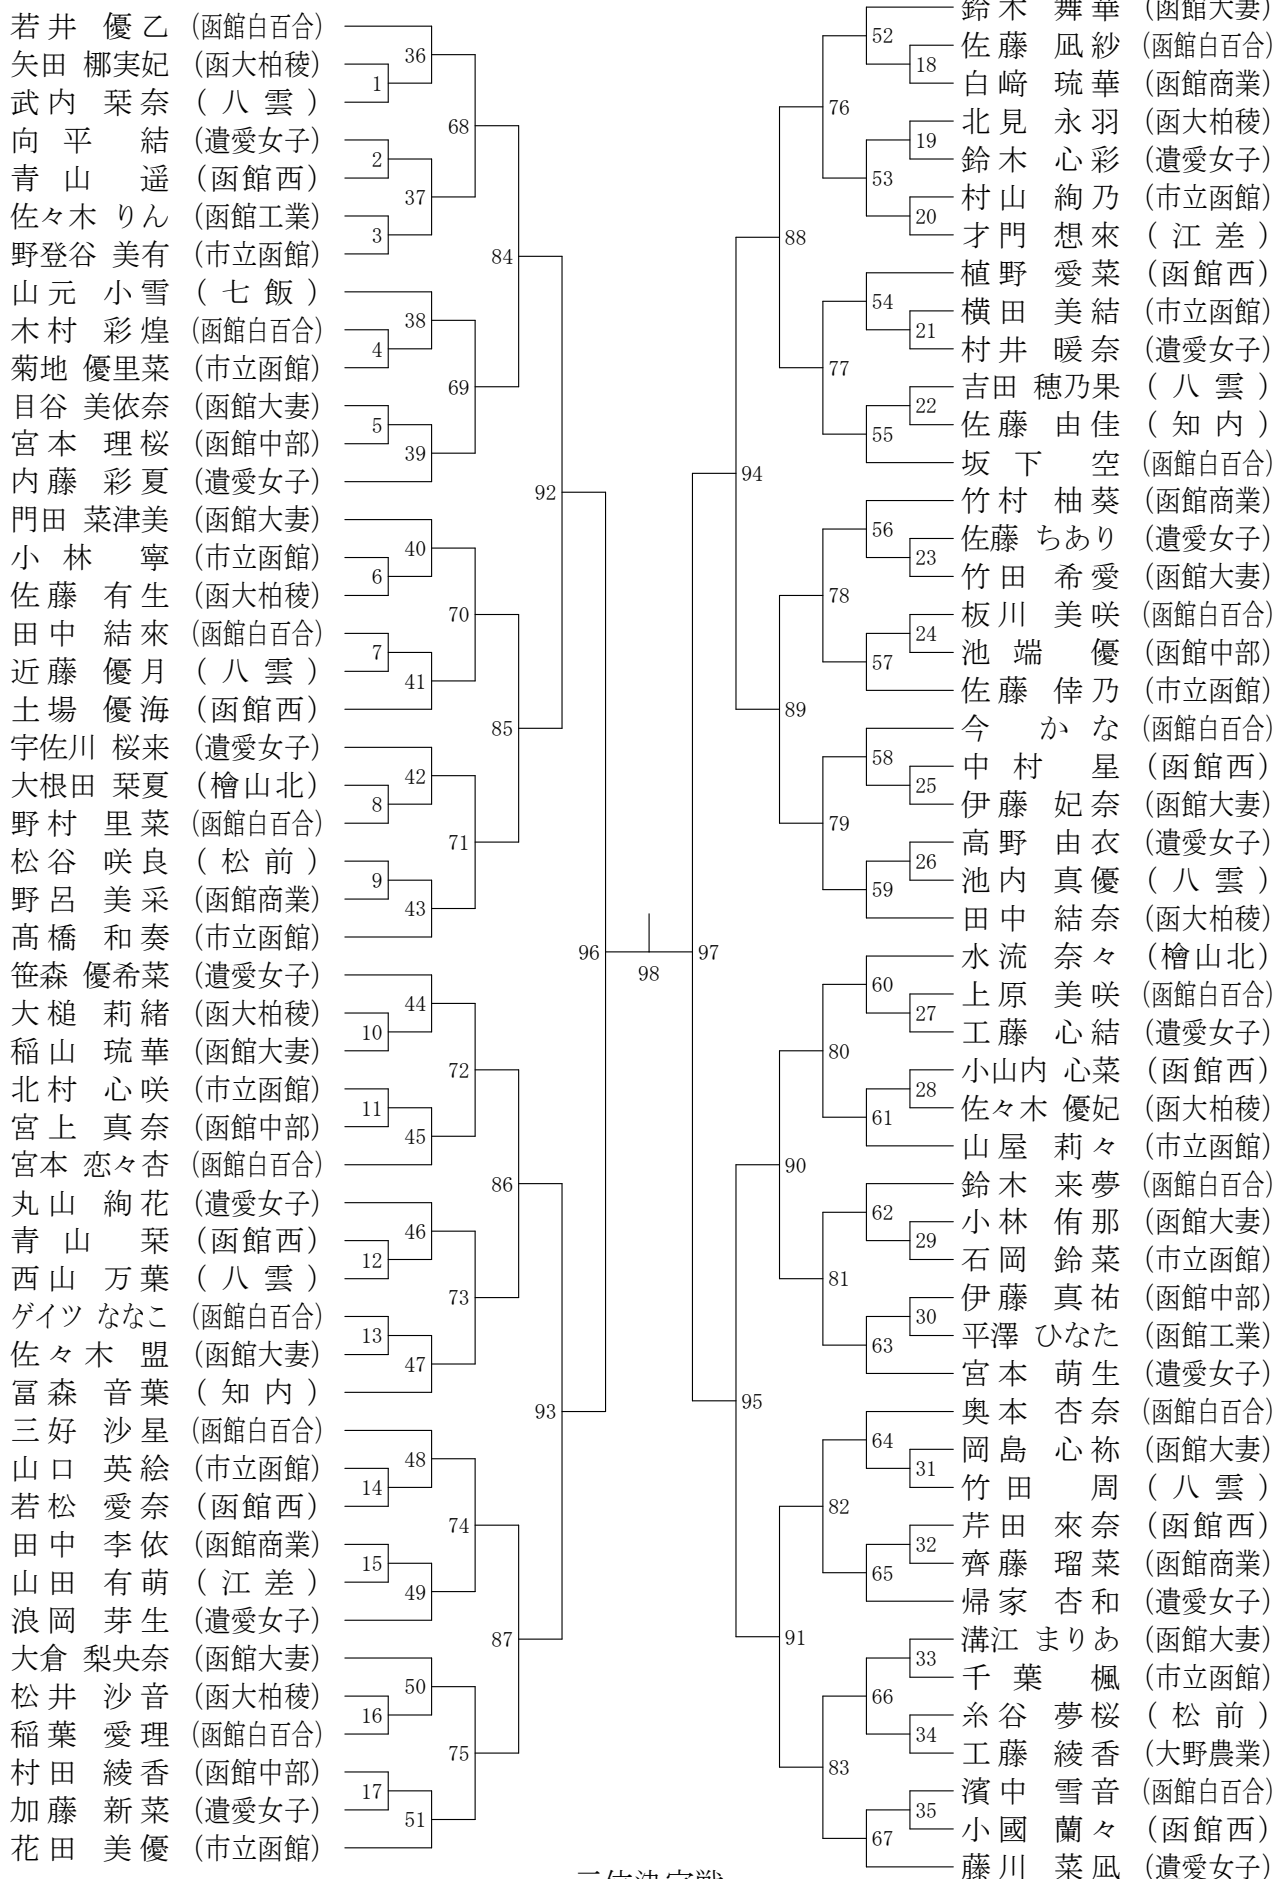 若井 優乙 (函館白百合)
矢田 梛実妃 (函大柏稜)
武内 栞奈 (八雲)
向平 結 (遺愛女子)
青山 遥 (函館西)
佐々木 りん (函館工業)
野登谷 美有 (市立函館)
山元 小雪 (七飯)
木村 彩煌 (函館白百合)
菊地 優里菜 (市立函館)
目谷 美依奈 (函館大妻)
宮本 理桜 (函館中部)
内藤 彩夏 (遺愛女子)
門田 菜津美 (函館大妻)
小林 寧 (市立函館)
佐藤 有生 (函大柏稜)
田中 結來 (函館白百合)
近藤 優月 (八雲)
土場 優海 (函館西)
宇佐川 桜来 (遺愛女子)
大根田 栞夏 (檜山北)
野村 里菜 (函館白百合)
松谷 咲良 (松前)
野呂 美采 (函館商業)
髙橋 和奏 (市立函館)
笹森 優希菜 (遺愛女子)
大槌 莉緒 (函大柏稜)
稲山 琉華 (函館大妻)
北村 心咲 (市立函館)
宮上 真奈 (函館中部)
宮本 恋々杏 (函館白百合)
丸山 絢花 (遺愛女子)
青山 栞 (函館西)
西山 万葉 (八雲)
ゲイツ ななこ (函館白百合)
佐々木 盟 (函館大妻)
冨森 音葉 (知内)
三好 沙星 (函館白百合)
山口 英絵 (市立函館)
若松 愛奈 (函館西)
田中 李依 (函館商業)
山田 有萌 (江差)
浪岡 芽生 (遺愛女子)
大倉 梨央奈 (函館大妻)
松井 沙音 (函大柏稜)
稲葉 愛理 (函館白百合)
村田 綾香 (函館中部)
加藤 新菜 (遺愛女子)
花田 美優 (市立函館)
36
1
68
2
37
3
84
38
4
69
5
39
92
40
6
70
7
41
85
42
8
71
9
43
96
44
10
72
11
45
86
46
12
73
13
47
93
48
14
74
15
49
87
50
16
75
17
51
98
97
52
18
76
19
53
20
88
54
21
77
22
55
94
56
23
78
24
57
89
58
25
79
26
59
60
27
80
28
61
90
62
29
81
30
63
95
64
31
82
32
65
91
33
66
34
83
35
67
鈴木 舞華 (函館大妻)
佐藤 凪紗 (函館白百合)
白﨑 琉華 (函館商業)
北見 永羽 (函大柏稜)
鈴木 心彩 (遺愛女子)
村山 絢乃 (市立函館)
才門 想來 (江差)
植野 愛菜 (函館西)
横田 美結 (市立函館)
村井 暖奈 (遺愛女子)
吉田 穂乃果 (八雲)
佐藤 由佳 (知内)
坂下 空 (函館白百合)
竹村 柚葵 (函館商業)
佐藤 ちあり (遺愛女子)
竹田 希愛 (函館大妻)
板川 美咲 (函館白百合)
池端 優 (函館中部)
佐藤 倖乃 (市立函館)
今 かな (函館白百合)
中村 星 (函館西)
伊藤 妃奈 (函館大妻)
高野 由衣 (遺愛女子)
池内 真優 (八雲)
田中 結奈 (函大柏稜)
水流 奈々 (檜山北)
上原 美咲 (函館白百合)
工藤 心結 (遺愛女子)
小山内 心菜 (函館西)
佐々木 優妃 (函大柏稜)
山屋 莉々 (市立函館)
鈴木 来夢 (函館白百合)
小林 侑那 (函館大妻)
石岡 鈴菜 (市立函館)
伊藤 真祐 (函館中部)
平澤 ひなた (函館工業)
宮本 萌生 (遺愛女子)
奥本 杏奈 (函館白百合)
岡島 心祢 (函館大妻)
竹田 周 (八雲)
芹田 來奈 (函館西)
齊藤 瑠菜 (函館商業)
帰家 杏和 (遺愛女子)
溝江 まりあ (函館大妻)
千葉 楓 (市立函館)
糸谷 夢桜 (松前)
工藤 綾香 (大野農業)
濱中 雪音 (函館白百合)
小國 蘭々 (函館西)
藤川 菜凪 (遺愛女子)